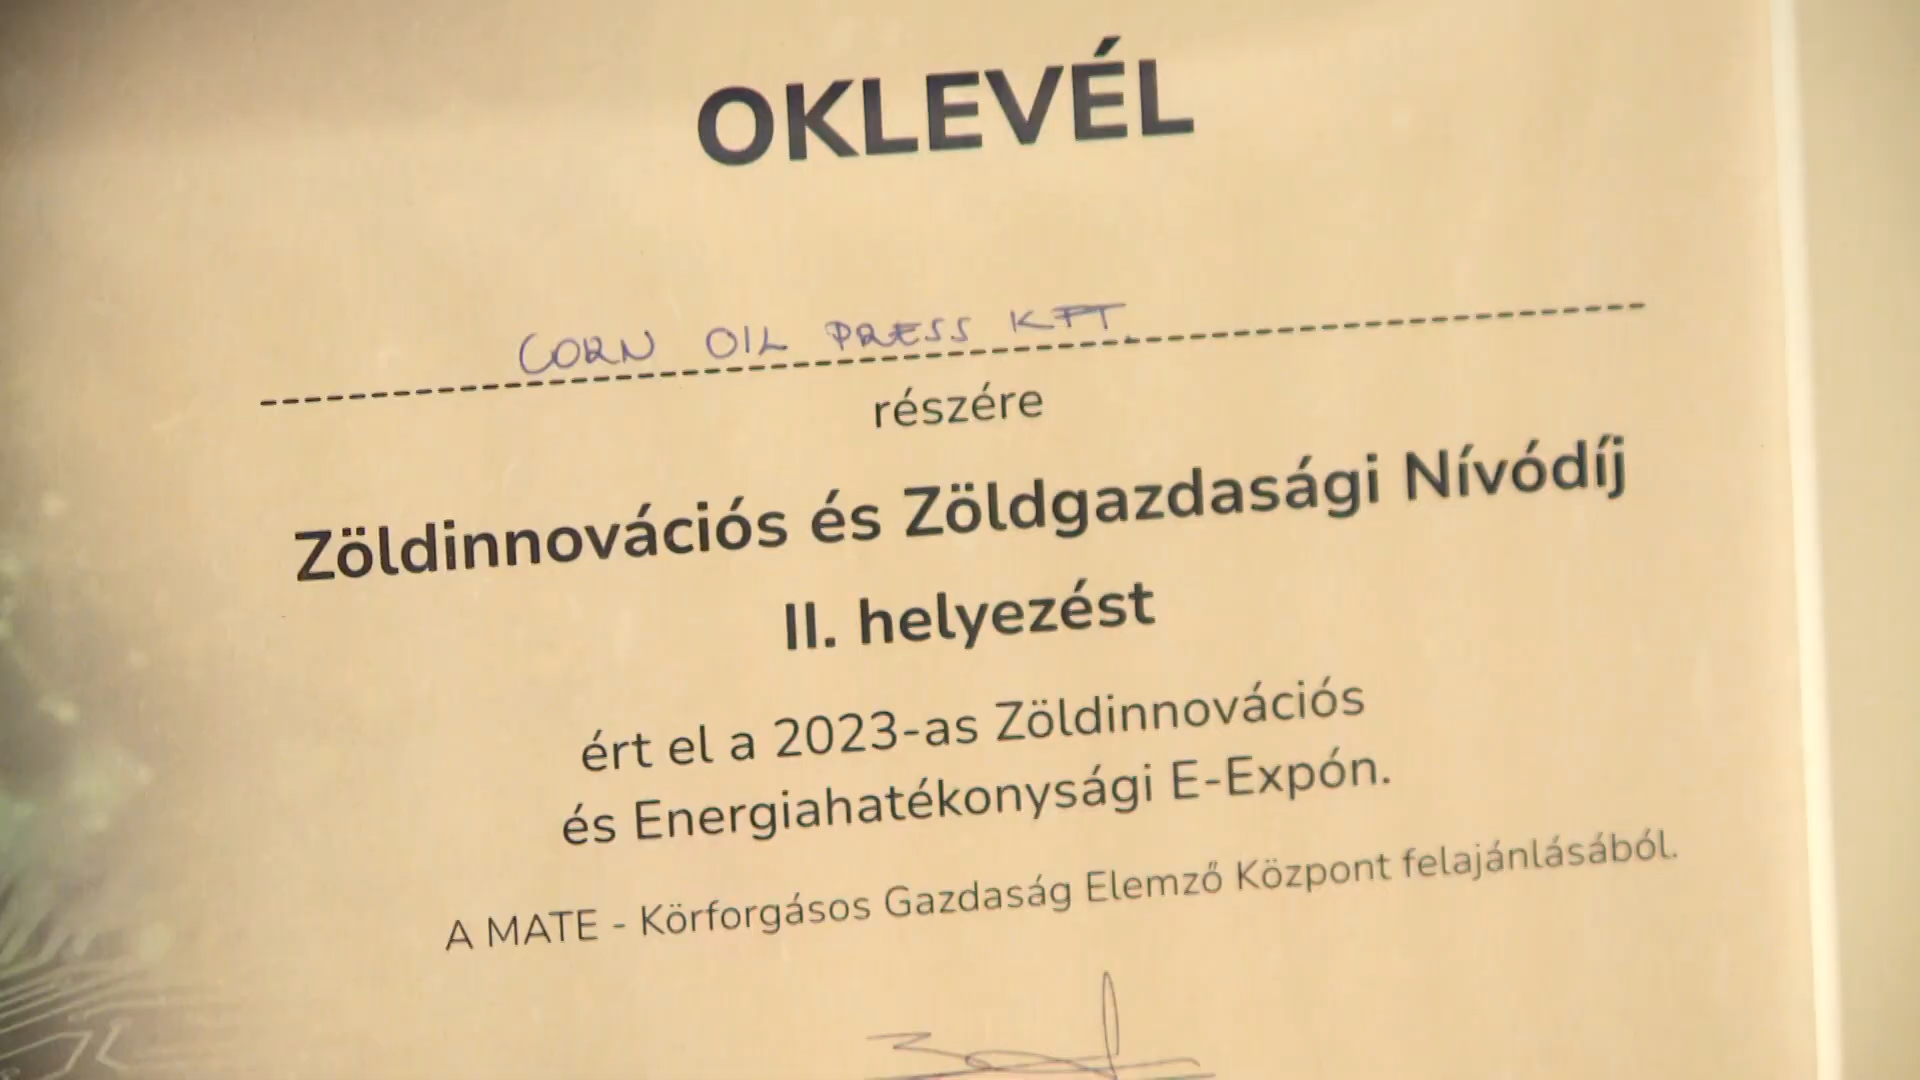 OKLEVÉL
CORN OIL PRESS KFT.
részére
Zöldinnovációs és Zöldgazdasági Nívódíj
II. helyezést
ért el a 2023-as Zöldinnovációs
és Energiahatékonysági E-Expón.
A MATE - Körforgásos Gazdaság Elemző Központ felajánlásából.